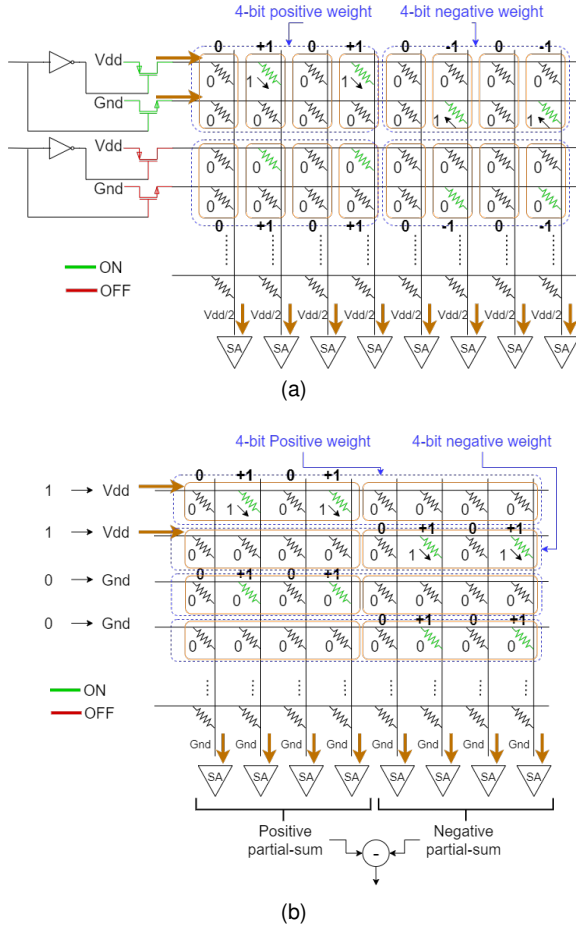 4-bit positive weight 4-bit negative weight
0 +1 0 +1 0 -1 0 -1
Vdd
0 1 0 1 0 0 0 0
Gnd
0 0 0 0 0 1 0 1
Vdd
0 0 0 0 0 0 0 0
Gnd
0 0 0 0 0 0 0 0
0 +1 0 +1 0 -1 0 -1
ON
OFF
Vdd/2 Vdd/2 Vdd/2 Vdd/2 Vdd/2 Vdd/2 Vdd/2 Vdd/2
SA SA SA SA SA SA SA SA
(a)
4-bit Positive weight 4-bit negative weight
0 +1 0 +1
1 Vdd
0 1 0 1 0 0 0 0
0 +1 0 +1
1 Vdd
0 0 0 0 0 1 0 1
0 +1 0 +1
0 Gnd
0 0 0 0 0 0 0 0
0 +1 0 +1
0 Gnd
0 0 0 0 0 0 0 0
ON
OFF
Gnd Gnd Gnd Gnd Gnd Gnd Gnd Gnd
SA SA SA SA SA SA SA SA
Positive partial-sum
Negative partial-sum
-
(b)